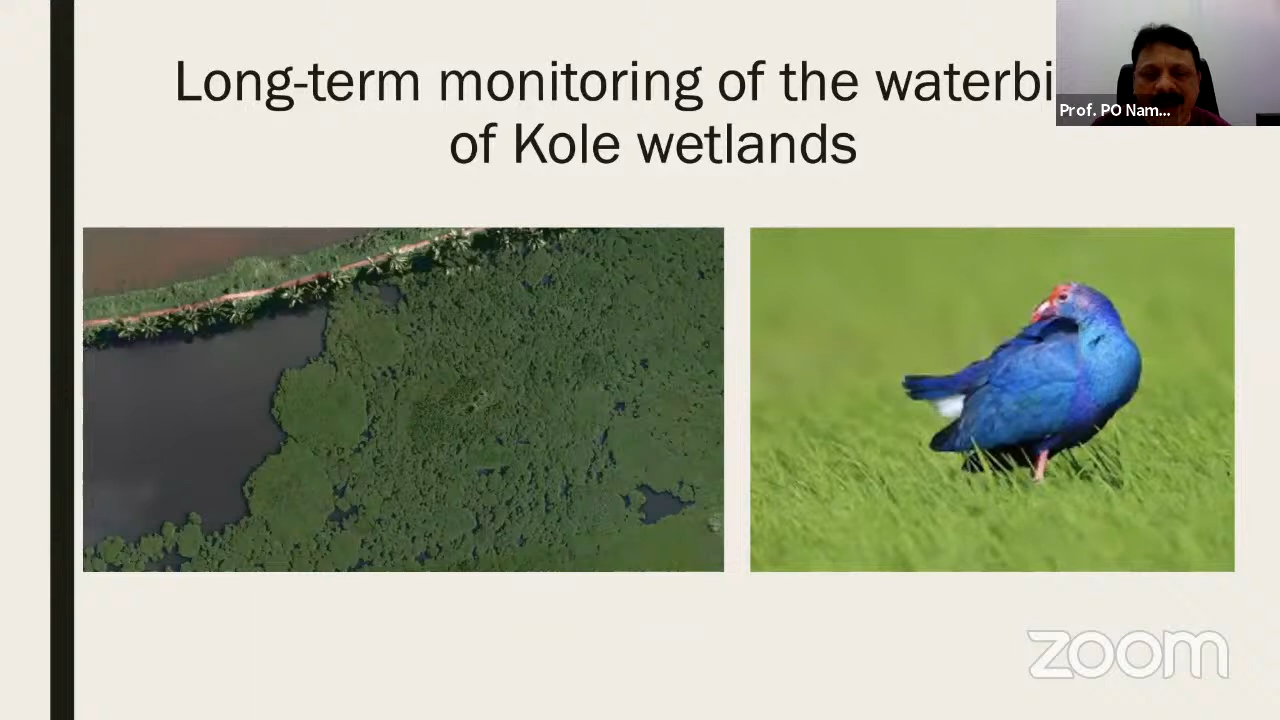 Long-term monitoring of the waterbi
of Kole wetlands
Prof. PO Nam...
zoom